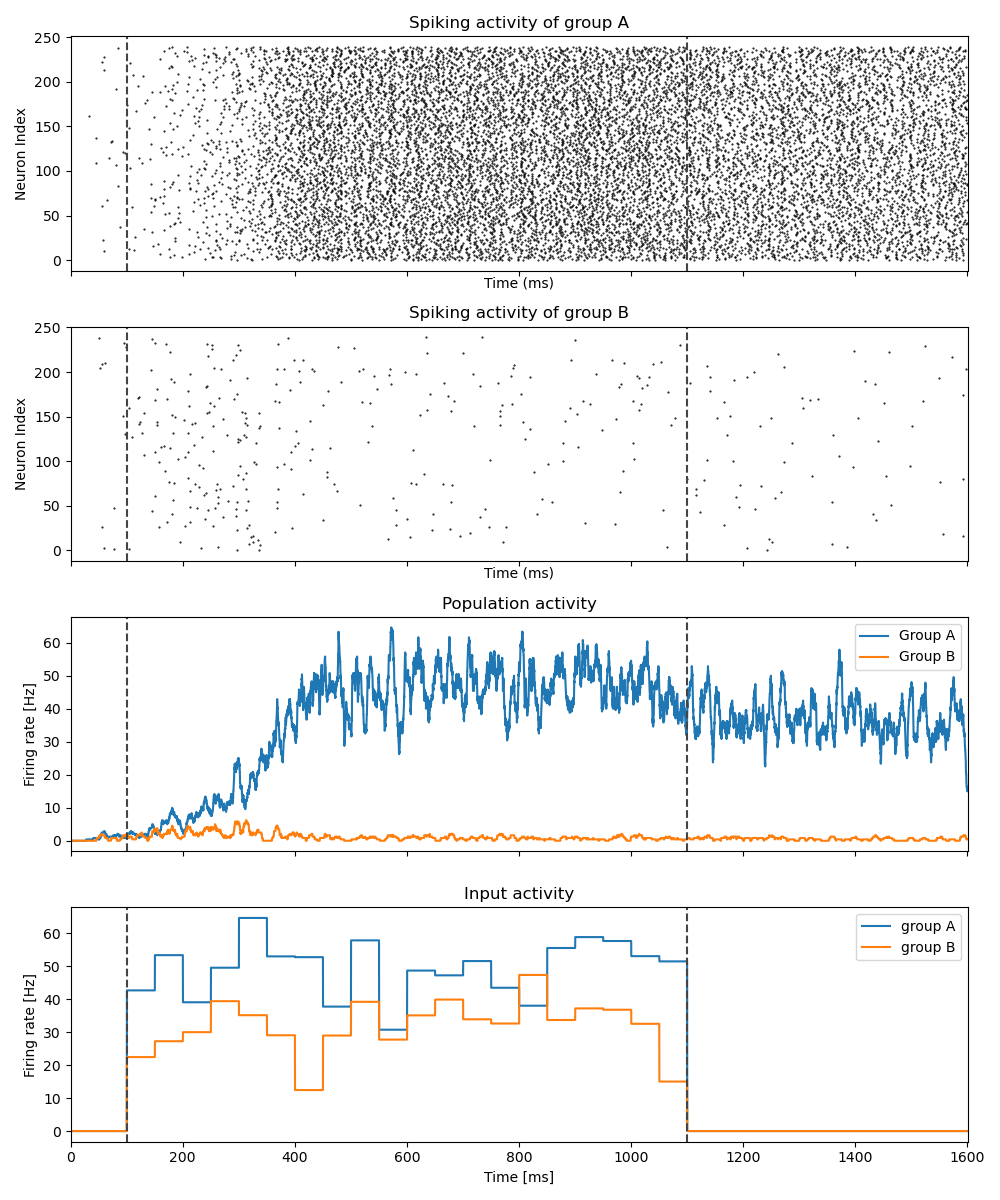 Spiking activity of group A
250
200
150
100
50
0
Neuron Index
Time (ms)
Spiking activity of group B
250
200
150
100
50
0
Neuron Index
Time (ms)
Population activity
60
50
40
30
20
10
0
Firing rate [Hz]
Group A
Group B
Input activity
60
50
40
30
20
10
0
Firing rate [Hz]
group A
group B
0 200 400 600 800 1000 1200 1400 1600
Time [ms]